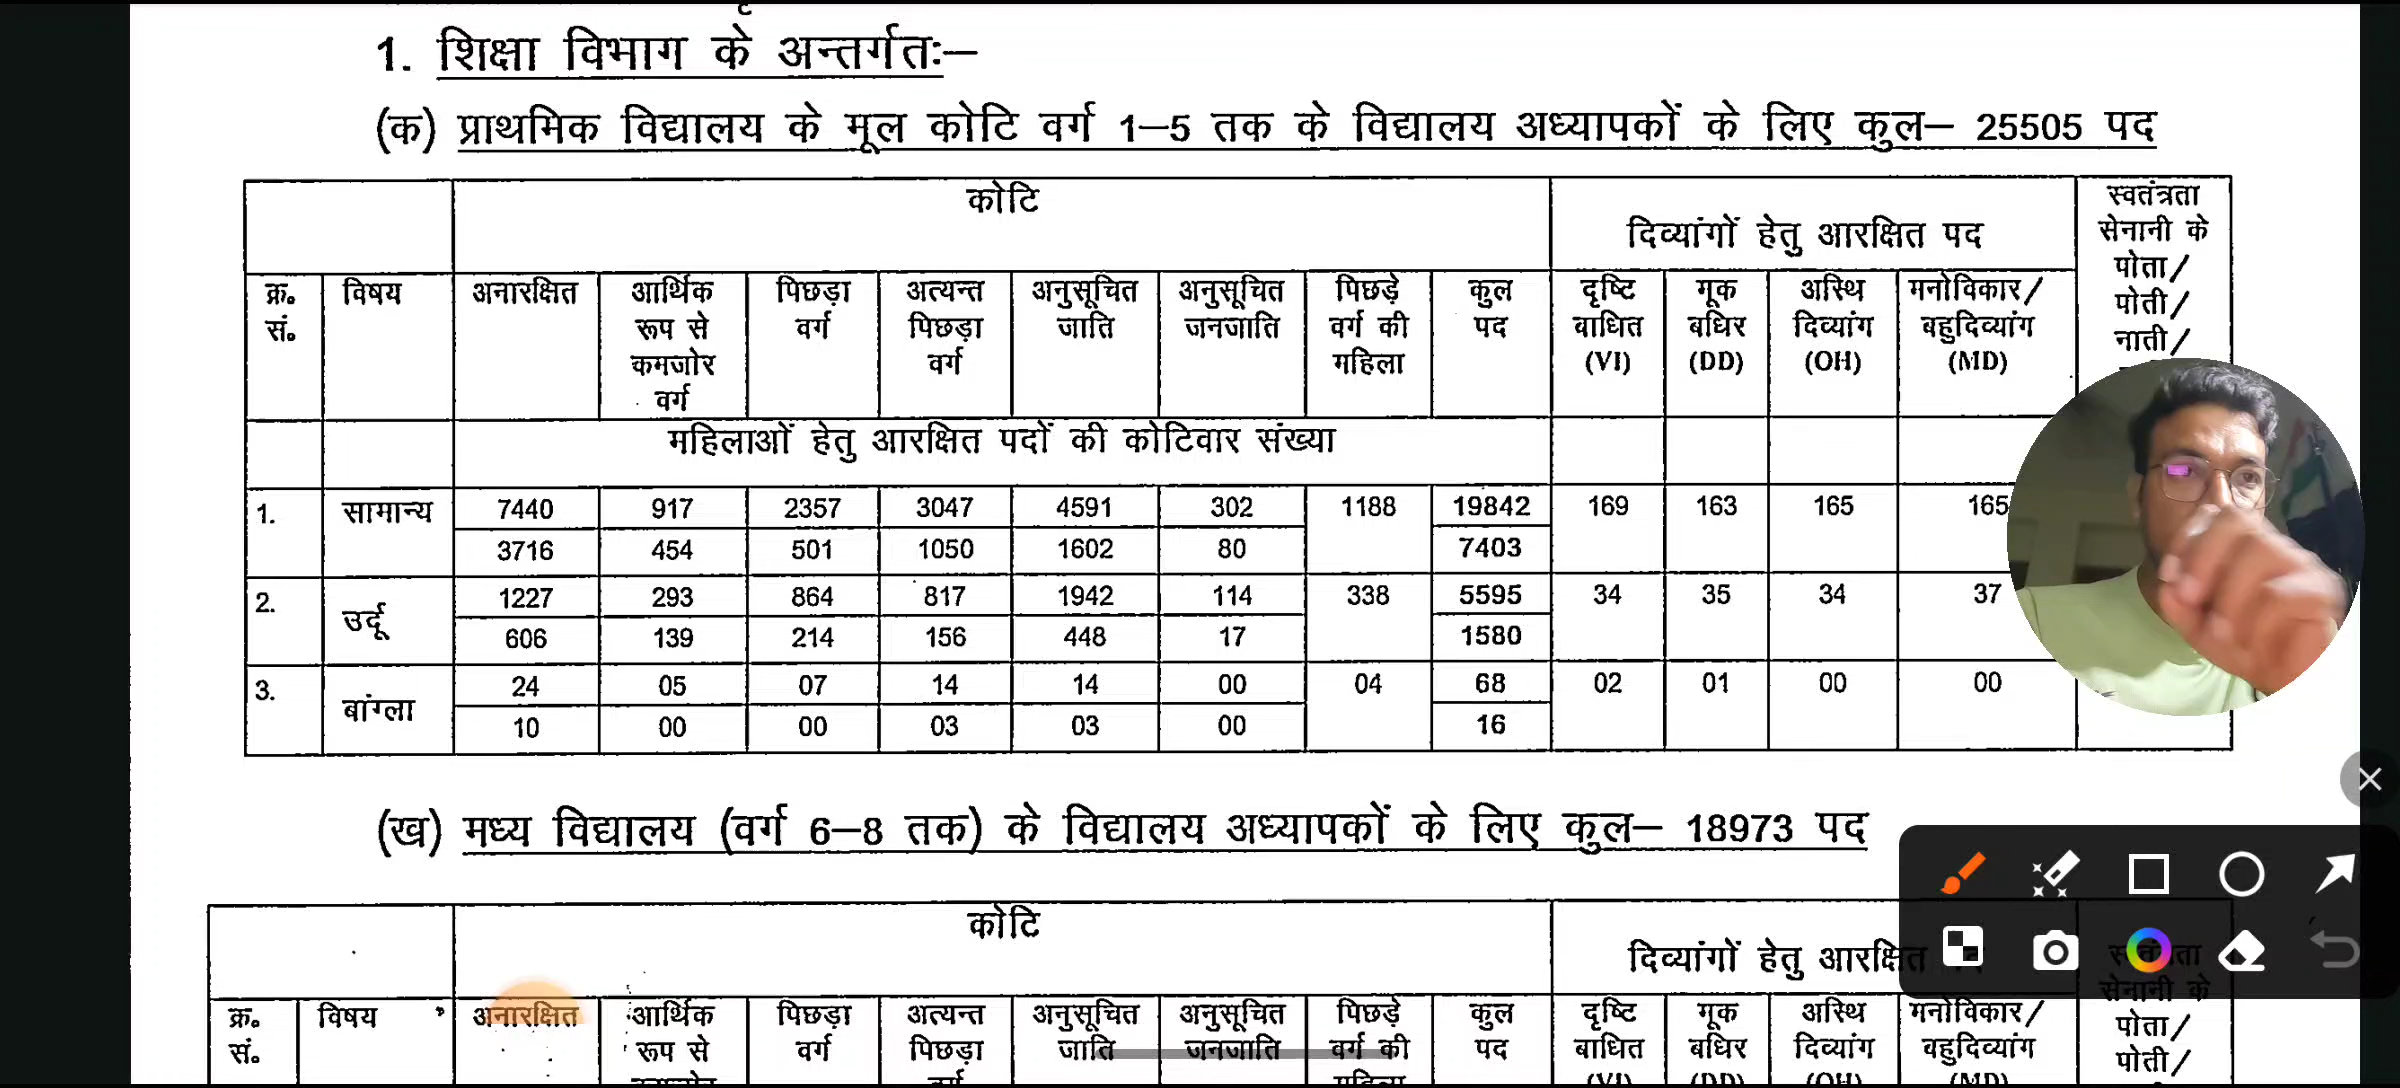 1. शिक्षा विभाग के अन्तर्गतः–
(क) प्राथमिक विद्यालय के मूल कोटि वर्ग 1–5 तक के विद्यालय अध्यापकों के लिए कुल– 25505 पद
कोटि दिव्यांगों हेतु आरक्षित पद स्वतंत्रता सेनानी के पोता/ पोती/ नाती/
क्र० सं० विषय अनारक्षित आर्थिक रूप से कमजोर वर्ग पिछड़ा वर्ग अत्यन्त पिछड़ा वर्ग अनुसूचित जाति अनुसूचित जनजाति पिछड़े वर्ग की महिला कुल पद दृष्टि बाधित (VI) मूक बधिर (DD) अस्थि दिव्यांग (OH) मनोविकार/ बहुदिव्यांग (MD)
महिलाओं हेतु आरक्षित पदों की कोटिवार संख्या
1. सामान्य 7440 917 2357 3047 4591 302 1188 19842 169 163 165 165
3716 454 501 1050 1602 80 7403
2. उर्दू 1227 293 864 817 1942 114 338 5595 34 35 34 37
606 139 214 156 448 17 1580
3. बांग्ला 24 05 07 14 14 00 04 68 02 01 00 00
10 00 00 03 03 00 16
(ख) मध्य विद्यालय (वर्ग 6–8 तक) के विद्यालय अध्यापकों के लिए कुल– 18973 पद
कोटि दिव्यांगों हेतु आरक्षित स्वतंत्रता सेनानी के पोता/ पोती/
क्र० सं० विषय अनारक्षित आर्थिक रूप से पिछड़ा वर्ग अत्यन्त पिछड़ा अनुसूचित जाति अनुसूचित जनजाति पिछड़े वर्ग की कुल पद दृष्टि बाधित मूक बधिर अस्थि दिव्यांग मनोविकार/ बहुदिव्यांग